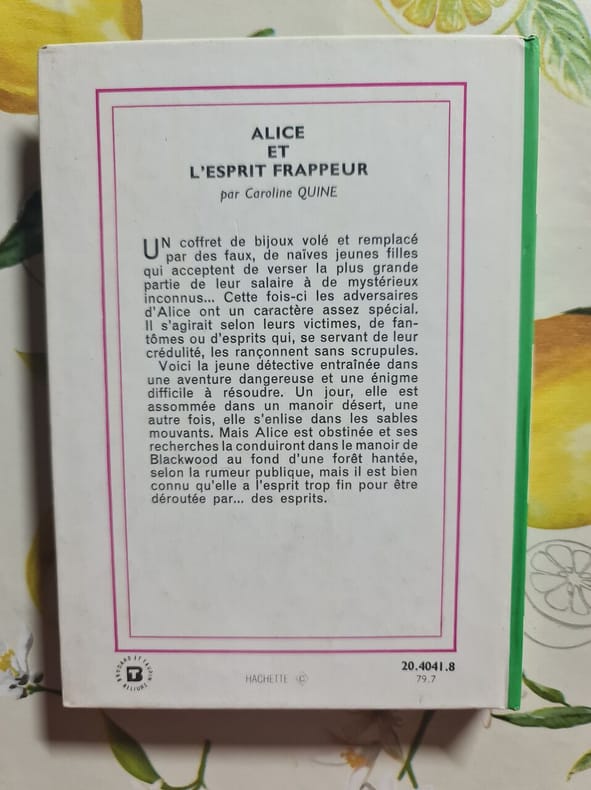 ALICE
ET
L'ESPRIT FRAPPEUR
par Caroline QUINE
UN coffret de bijoux volé et remplacé
par des faux, de naïves jeunes filles
qui acceptent de verser la plus grande
partie de leur salaire à de mystérieux
inconnus... Cette fois-ci les adversaires
d'Alice ont un caractère assez spécial.
Il s'agirait selon leurs victimes, de fan-
tômes ou d'esprits qui, se servant de leur
crédulité, les rançonnent sans scrupules.
Voici la jeune détective entraînée dans
une aventure dangereuse et une énigme
difficile à résoudre. Un jour, elle est
assommée dans un manoir désert, une
autre fois, elle s'enlise dans les sables
mouvants. Mais Alice est obstinée et ses
recherches la conduiront dans le manoir de
Blackwood au fond d'une forêt hantée,
selon la rumeur publique, mais il est bien
connu qu'elle a l'esprit trop fin pour être
déroutée par... des esprits.
BRODARD ET TAUPIN
RELIURE
HACHETTE ©
20.4041.8
79.7